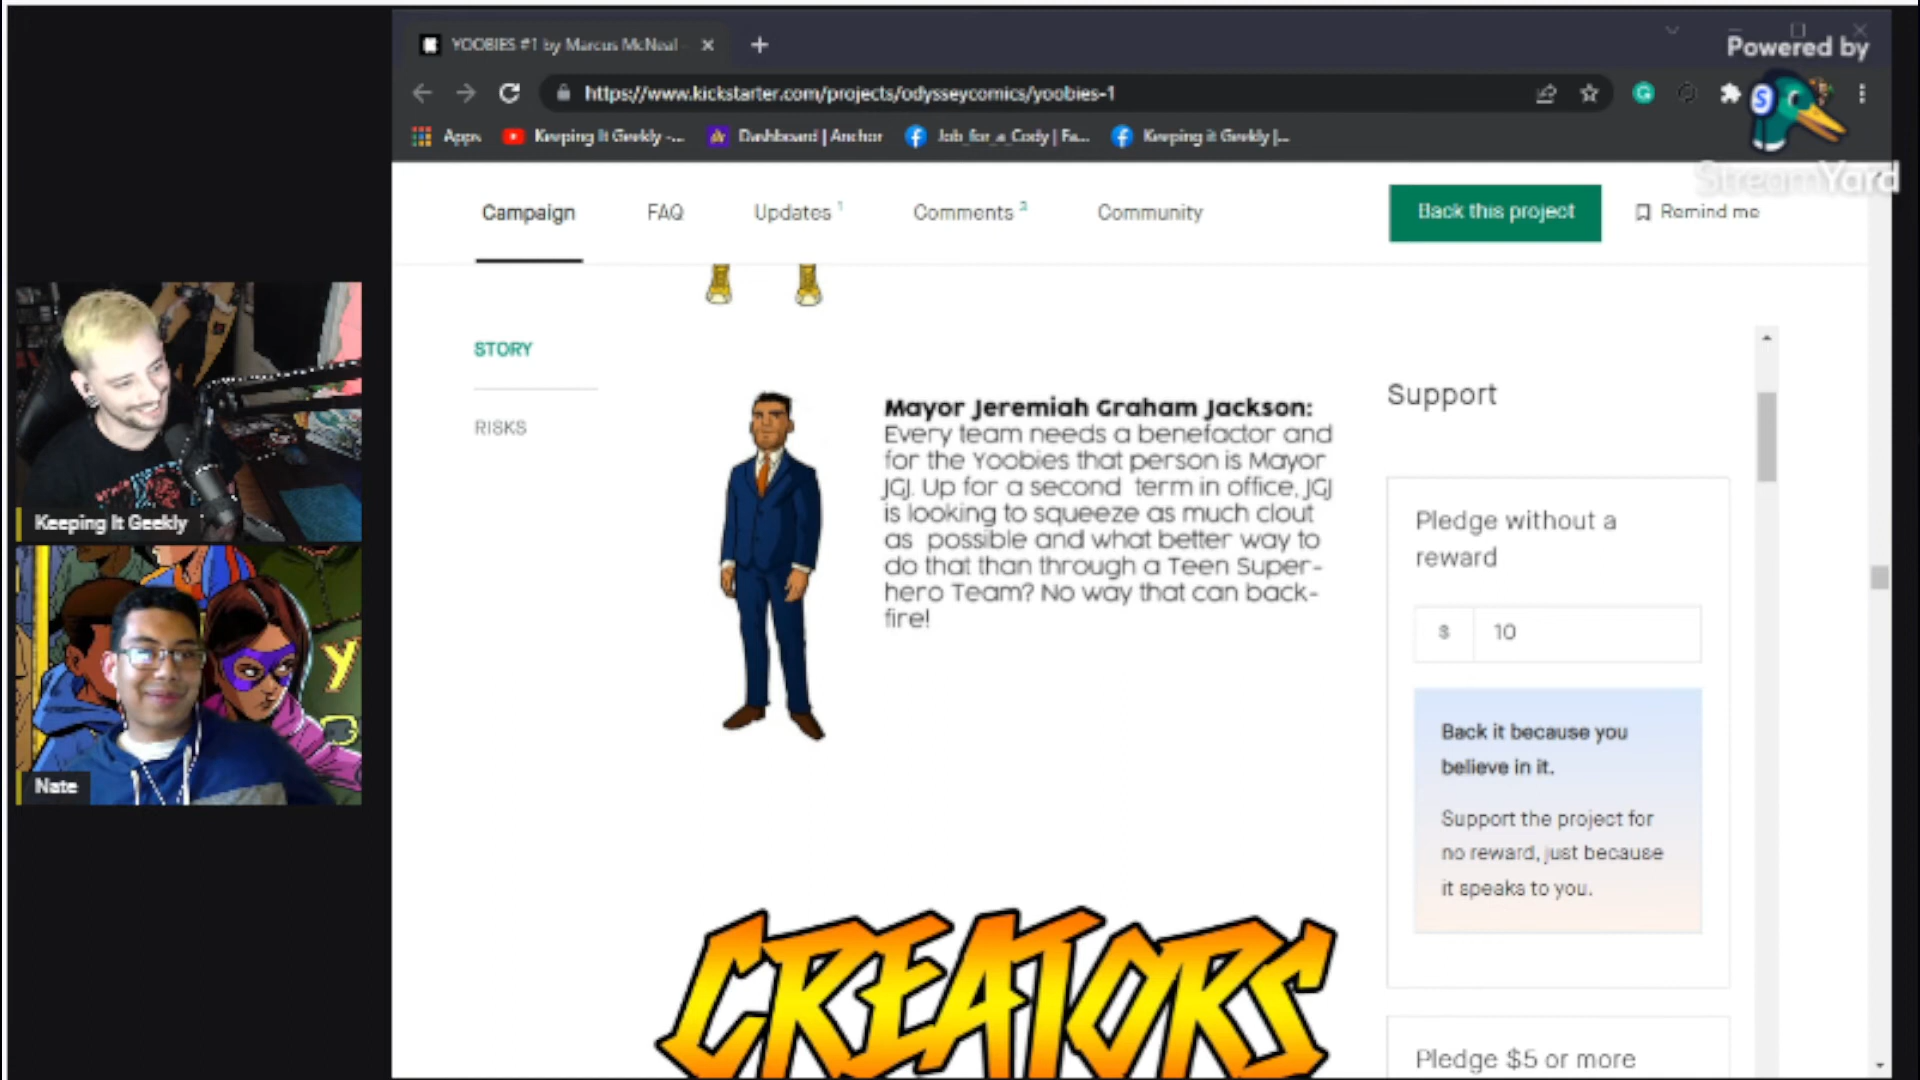 YOOBIES #1 by Marcus McNeal
Powered by
https://www.kickstarter.com/projects/odysseycomics/yoobies-1
Apps
Keeping It Geekly -...
Dashboard | Anchor
Job_for_a_Cody | Fa...
Keeping it Geekly |...
StreamYard
Campaign
FAQ
Updates 1
Comments 2
Community
Back this project
Remind me
STORY
RISKS
Mayor Jeremiah Graham Jackson:
Every team needs a benefactor and
for the Yoobies that person is Mayor
JGJ. Up for a second term in office, JGJ
is looking to squeeze as much clout
as possible and what better way to
do that than through a Teen Super-
hero Team? No way that can back-
fire!
Support
Pledge without a
reward
$ 10
Back it because you
believe in it.
Support the project for
no reward, just because
it speaks to you.
Pledge $5 or more
CREATORS
Keeping It Geekly
Nate